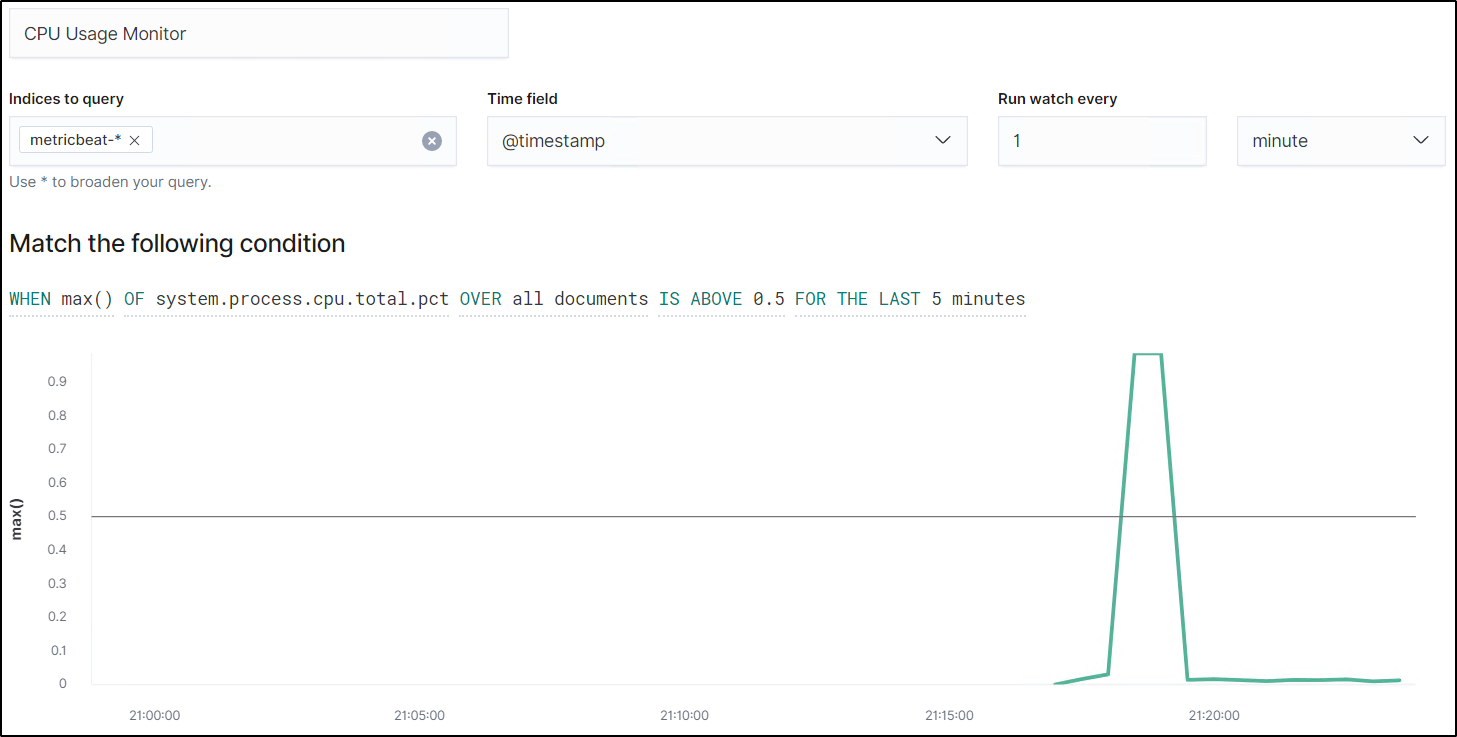 CPU Usage Monitor
Indices to query
Time field
Run watch every
metricbeat-*
@timestamp
1
minute
Use * to broaden your query.
Match the following condition
WHEN max() OF system.process.cpu.total.pct OVER all documents IS ABOVE 0.5 FOR THE LAST 5 minutes
max()
0.9
0.8
0.7
0.6
0.5
0.4
0.3
0.2
0.1
0
21:00:00
21:05:00
21:10:00
21:15:00
21:20:00